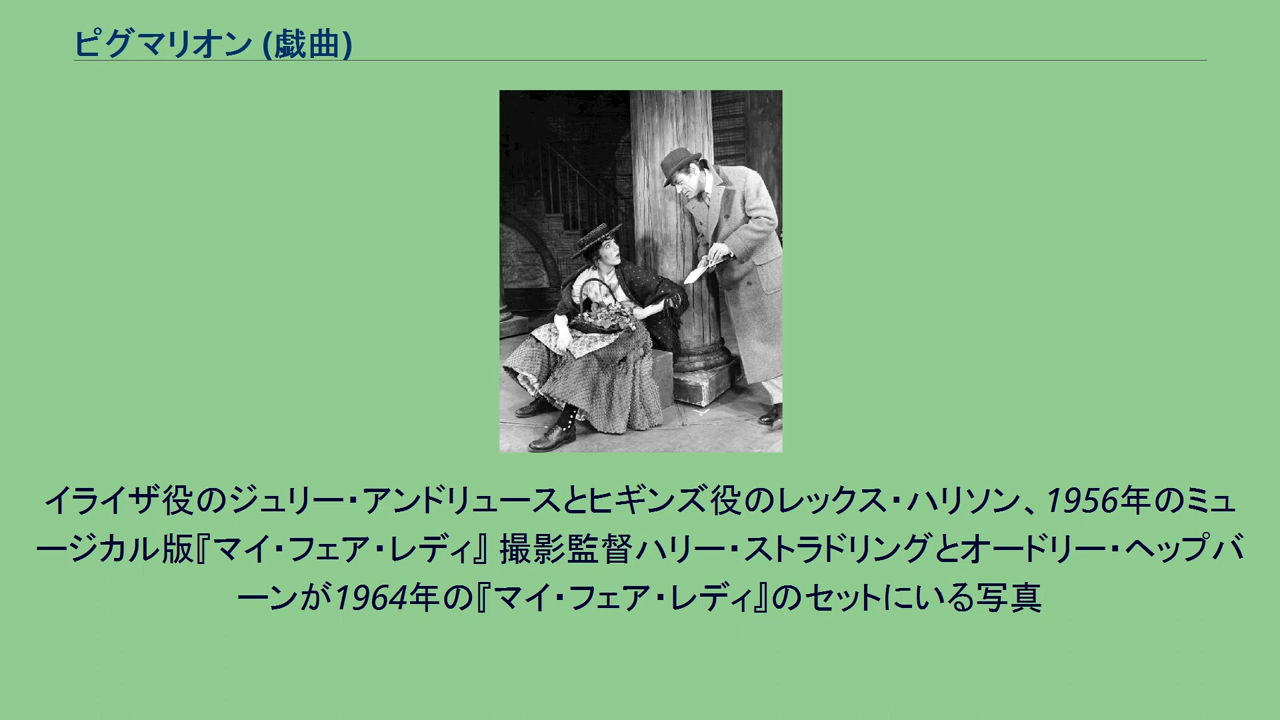 ピグマリオン (戯曲)
イライザ役のジュリー・アンドリュースとヒギンズ役のレックス・ハリソン、1956年のミュ
ージカル版『マイ・フェア・レディ』 撮影監督ハリー・ストラドリングとオードリー・ヘップバ
ーンが1964年の『マイ・フェア・レディ』のセットにいる写真